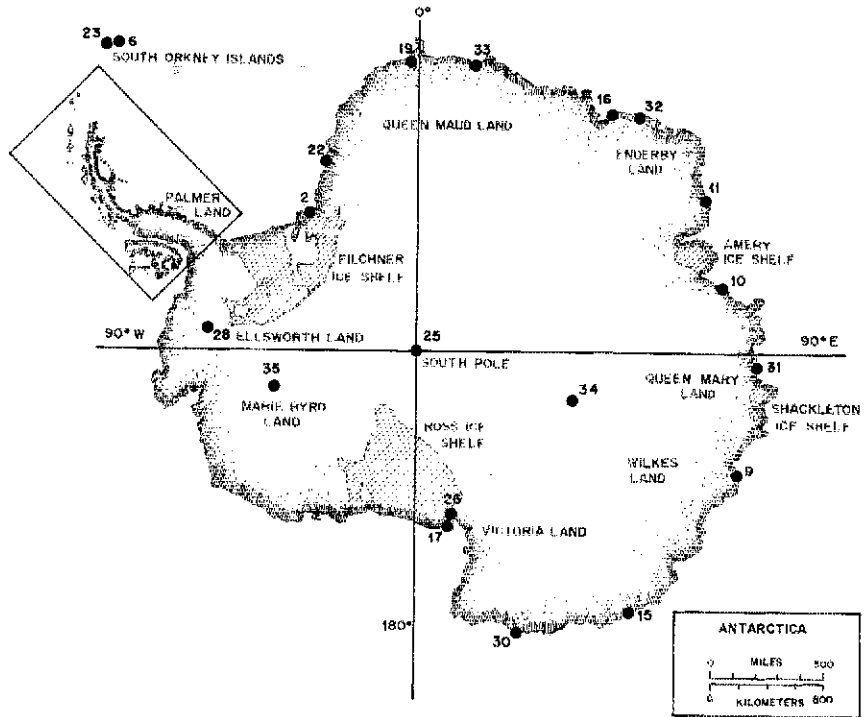 0°
23
6
SOUTH ORKNEY ISLANDS
19
33
16
32
QUEEN MAUD LAND
ENDERBY
LAND
22
11
PALMER
LAND
2
AMERY
ICE SHELF
FILCHNER
ICE SHELF
10
28
ELLSWORTH LAND
90° W
25
90° E
SOUTH POLE
31
35
34
QUEEN MARY
LAND
SHACKLETON
ICE SHELF
MARIE BYRD
LAND
ROSS ICE
SHELF
WILKES
LAND
9
26
17
VICTORIA LAND
15
180°
30
ANTARCTICA
0 MILES 500
0 KILOMETERS 800